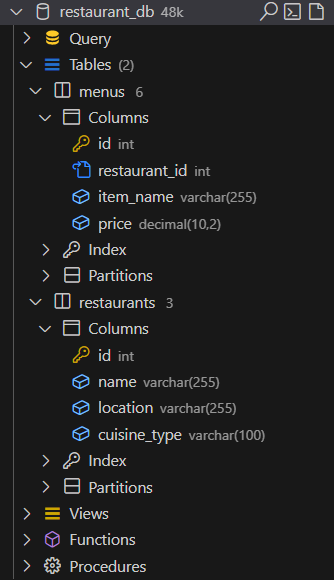 restaurant_db 48k
Query
Tables (2)
menus 6
Columns
id int
restaurant_id int
item_name varchar(255)
price decimal(10,2)
Index
Partitions
restaurants 3
Columns
id int
name varchar(255)
location varchar(255)
cuisine_type varchar(100)
Index
Partitions
Views
Functions
Procedures